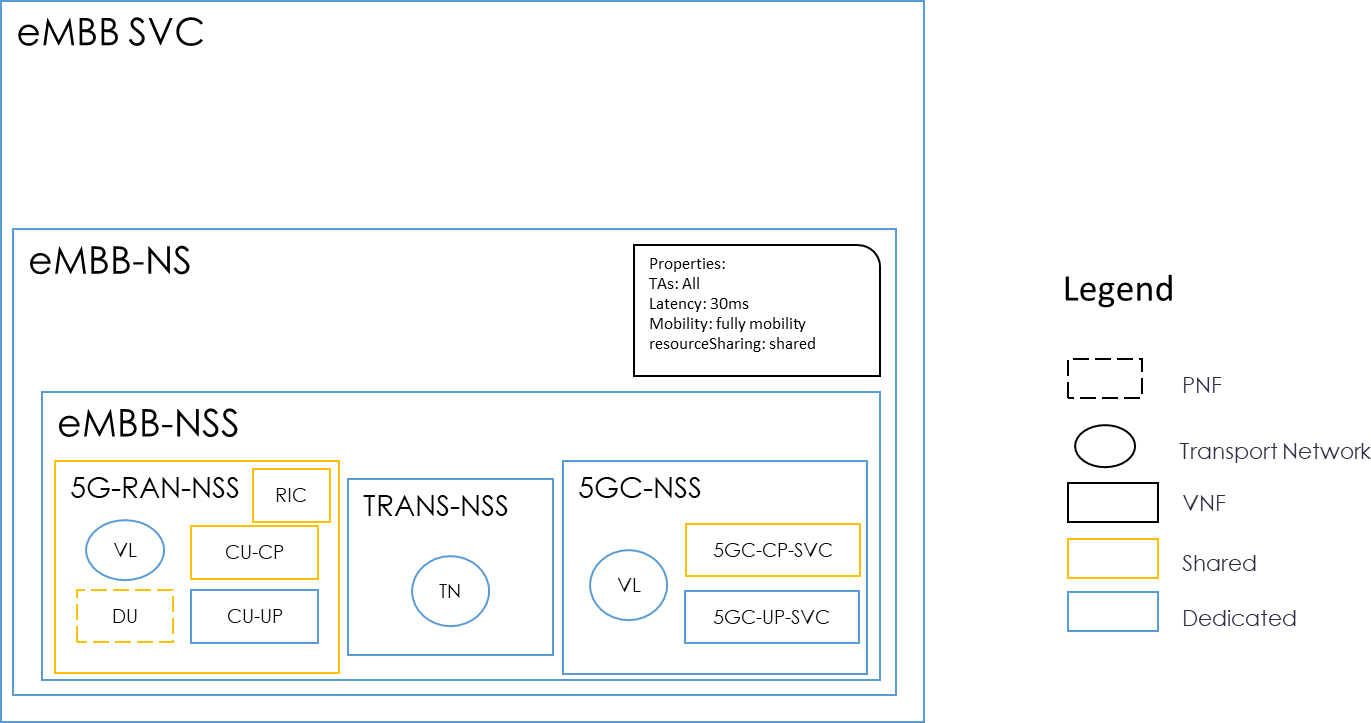 eMBB SVC
eMBB-NS
Properties:
TAs: All
Latency: 30ms
Mobility: fully mobility
resourceSharing: shared
eMBB-NSS
5G-RAN-NSS
RIC
VL
CU-CP
DU
CU-UP
TRANS-NSS
TN
5GC-NSS
VL
5GC-CP-SVC
5GC-UP-SVC
Legend
PNF
Transport Network
VNF
Shared
Dedicated